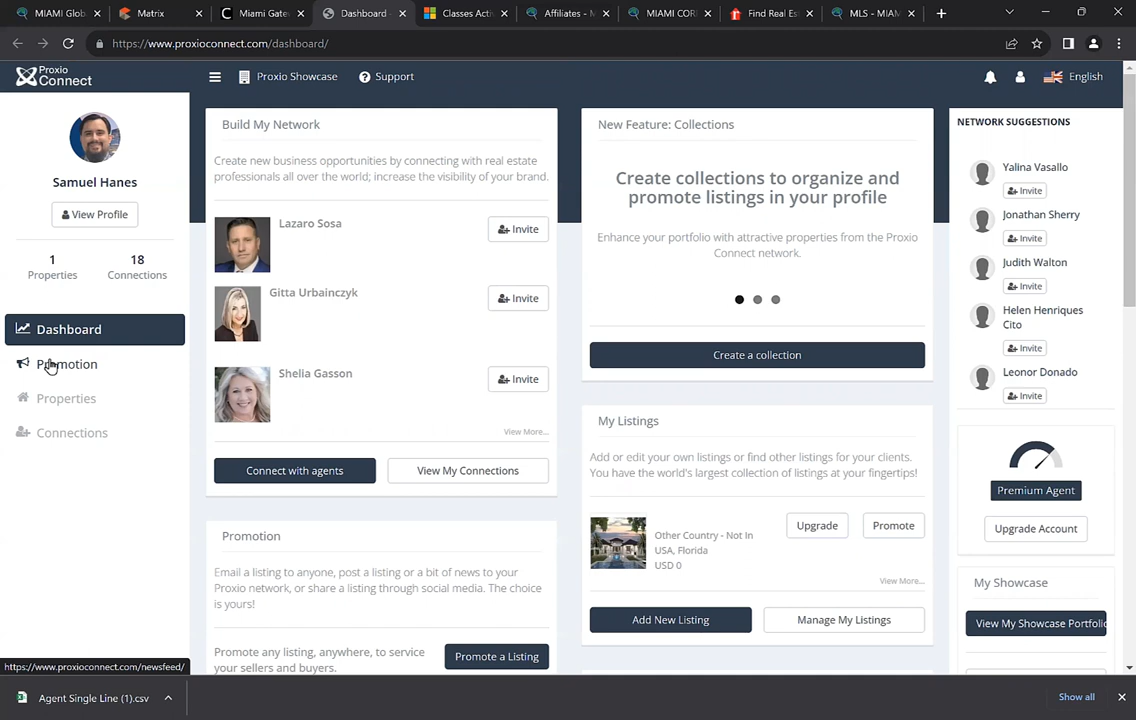 MIAMI Glob
Matrix
Miami Gate
Dashboard -
Classes Acti
Affiliates - M
MIAMI COR
Find Real Es
MLS - MIAM
https://www.proxioconnect.com/dashboard/
Proxio
Connect
Proxio Showcase
Support
English
Samuel Hanes
View Profile
1
Properties
18
Connections
Dashboard
Promotion
Properties
Connections
Build My Network
Create new business opportunities by connecting with real estate
professionals all over the world; increase the visibility of your brand.
Lazaro Sosa
Invite
Gitta Urbainczyk
Invite
Shelia Gasson
Invite
View More...
Connect with agents
View My Connections
Promotion
Email a listing to anyone, post a listing or a bit of news to your
Proxio network, or share a listing through social media. The choice
is yours!
Promote any listing, anywhere, to service
your sellers and buyers.
Promote a Listing
New Feature: Collections
Create collections to organize and
promote listings in your profile
Enhance your portfolio with attractive properties from the Proxio
Connect network.
Create a collection
My Listings
Add or edit your own listings or find other listings for your clients.
You have the world's largest collection of listings at your fingertips!
Other Country - Not In
USA, Florida
USD 0
Upgrade
Promote
View More...
Add New Listing
Manage My Listings
NETWORK SUGGESTIONS
Yalina Vasallo
Invite
Jonathan Sherry
Invite
Judith Walton
Invite
Helen Henriques
Cito
Invite
Leonor Donado
Invite
Premium Agent
Upgrade Account
My Showcase
View My Showcase Portfolio
https://www.proxioconnect.com/newsfeed/
Agent Single Line (1).csv
Show all